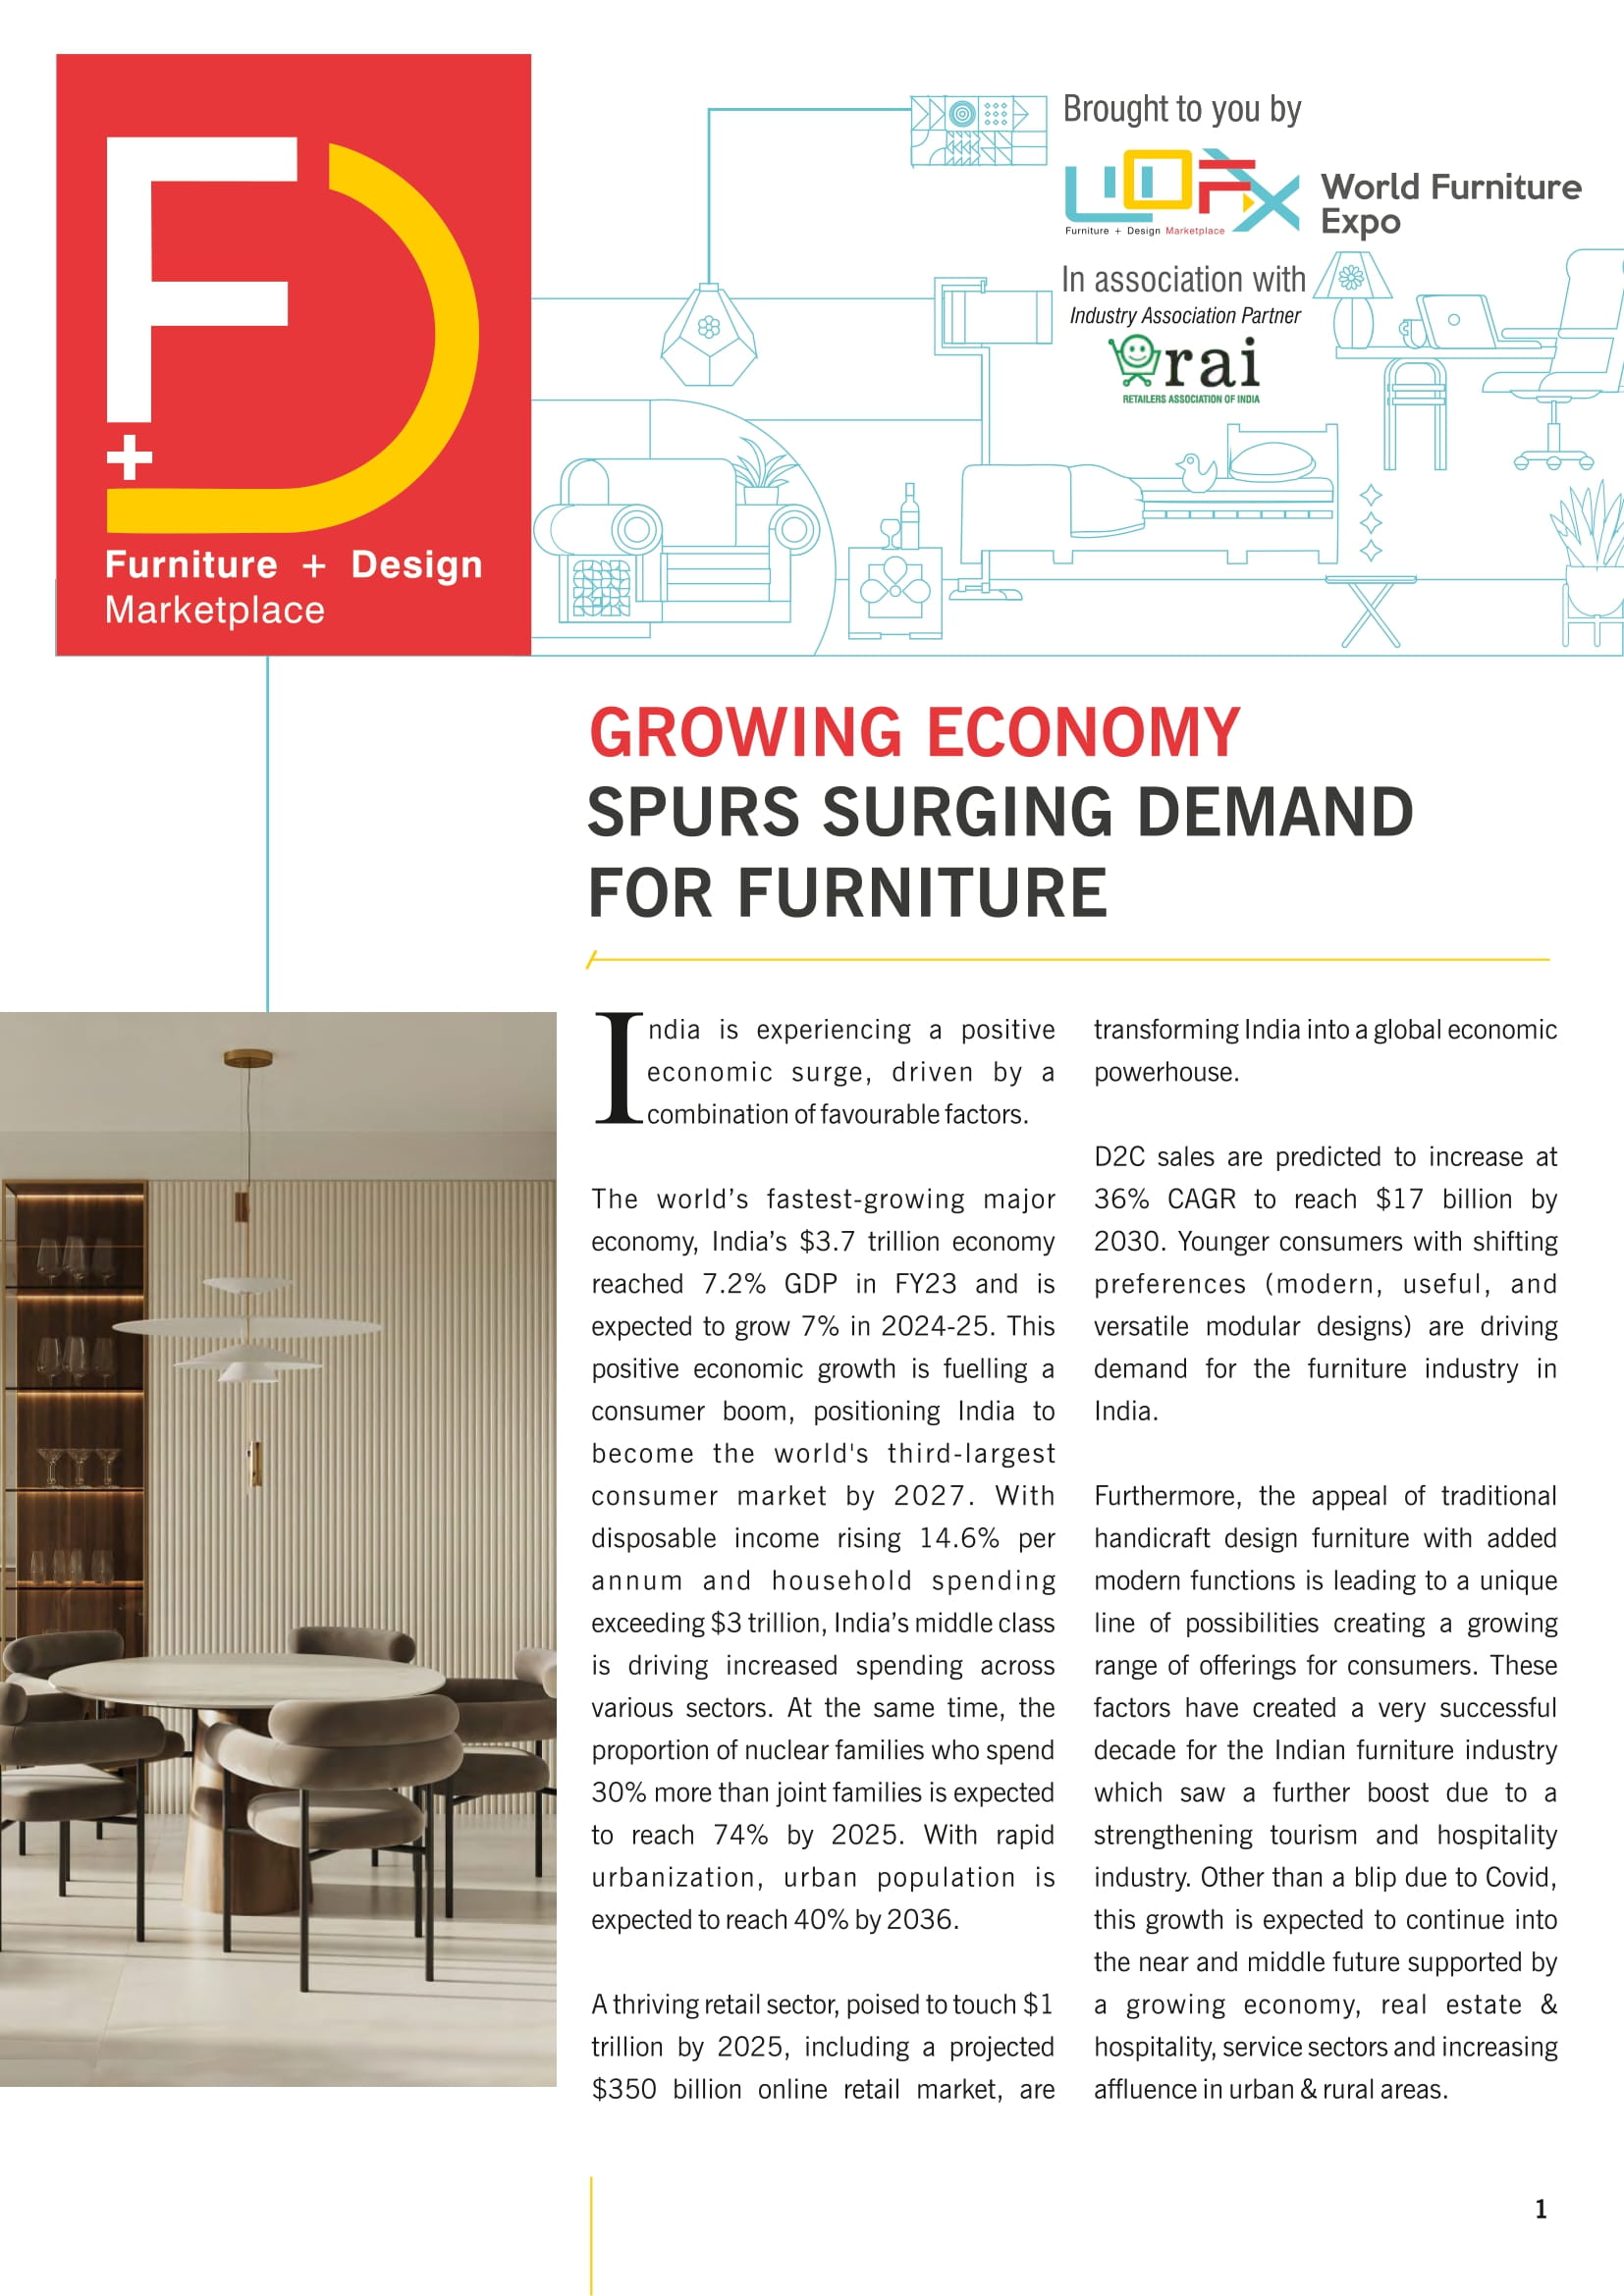 F
+
D
Furniture + Design
Marketplace
Brought to you by
WOFX
Furniture + Design Marketplace
World Furniture
Expo
In association with
Industry Association Partner
rai
RETAILERS ASSOCIATION OF INDIA
GROWING ECONOMY
SPURS SURGING DEMAND
FOR FURNITURE
India is experiencing a positive
economic surge, driven by a
combination of favourable factors.
The world’s fastest-growing major
economy, India’s $3.7 trillion economy
reached 7.2% GDP in FY23 and is
expected to grow 7% in 2024-25. This
positive economic growth is fuelling a
consumer boom, positioning India to
become the world's third-largest
consumer market by 2027. With
disposable income rising 14.6% per
annum and household spending
exceeding $3 trillion, India’s middle class
is driving increased spending across
various sectors. At the same time, the
proportion of nuclear families who spend
30% more than joint families is expected
to reach 74% by 2025. With rapid
urbanization, urban population is
expected to reach 40% by 2036.
A thriving retail sector, poised to touch $1
trillion by 2025, including a projected
$350 billion online retail market, are
transforming India into a global economic
powerhouse.
D2C sales are predicted to increase at
36% CAGR to reach $17 billion by
2030. Younger consumers with shifting
preferences (modern, useful, and
versatile modular designs) are driving
demand for the furniture industry in
India.
Furthermore, the appeal of traditional
handicraft design furniture with added
modern functions is leading to a unique
line of possibilities creating a growing
range of offerings for consumers. These
factors have created a very successful
decade for the Indian furniture industry
which saw a further boost due to a
strengthening tourism and hospitality
industry. Other than a blip due to Covid,
this growth is expected to continue into
the near and middle future supported by
a growing economy, real estate &
hospitality, service sectors and increasing
affluence in urban & rural areas.
1